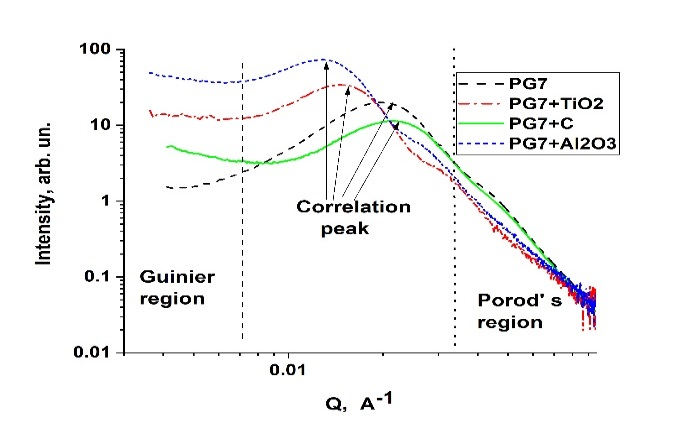 100
10
1
0.1
0.01
Intensity, arb. un.
PG7
PG7+TiO2
PG7+C
PG7+Al2O3
Correlation
peak
Guinier
region
Porod' s
region
0.01
Q, A-1